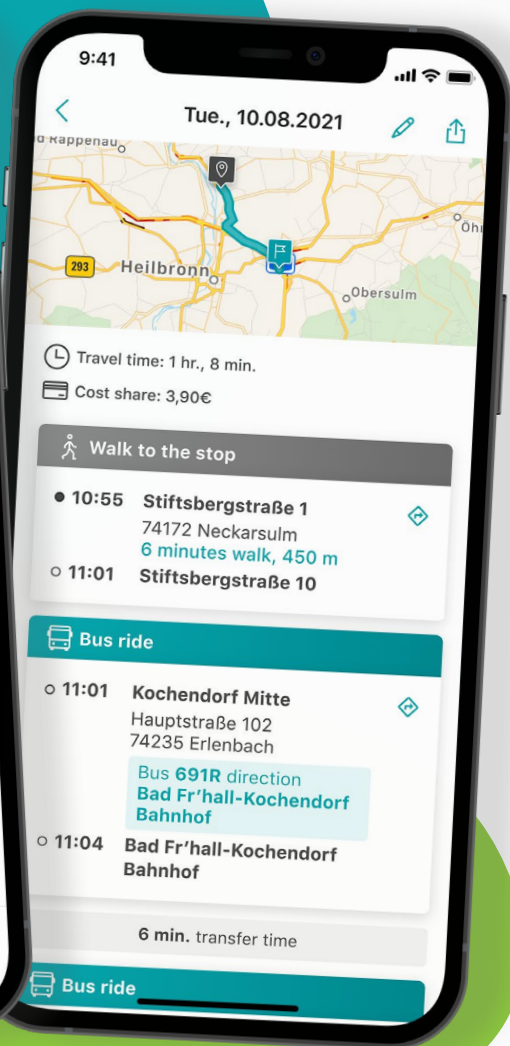 9:41
Tue., 10.08.2021
d Rappenau
Öhr
293
Heilbronn
Obersulm
Travel time: 1 hr., 8 min.
Cost share: 3,90€
Walk to the stop
10:55 Stiftsbergstraße 1
74172 Neckarsulm
6 minutes walk, 450 m
11:01 Stiftsbergstraße 10
Bus ride
11:01 Kochendorf Mitte
Hauptstraße 102
74235 Erlenbach
Bus 691R direction
Bad Fr'hall-Kochendorf
Bahnhof
11:04 Bad Fr'hall-Kochendorf
Bahnhof
6 min. transfer time
Bus ride